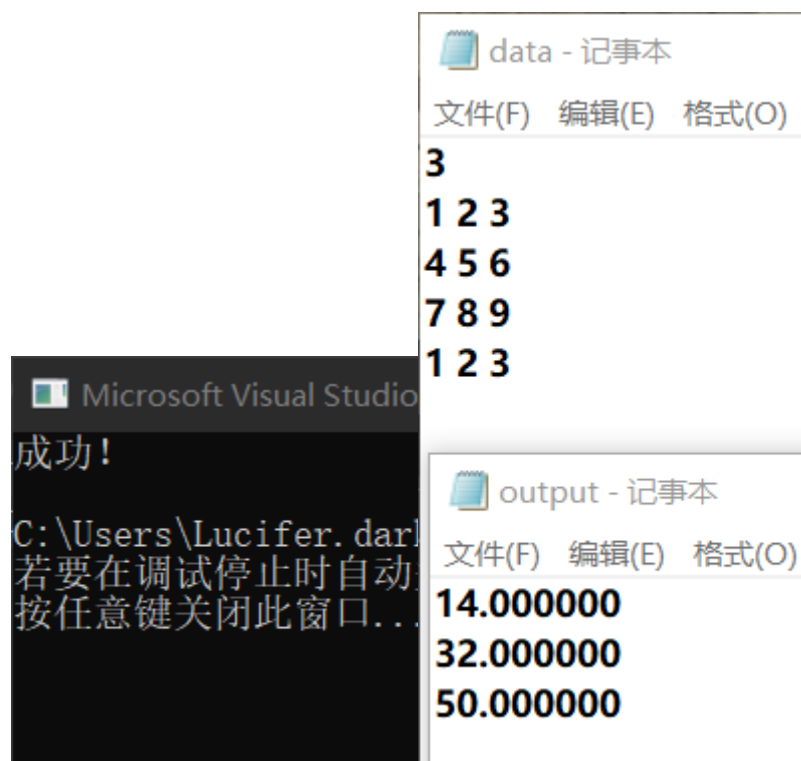 data - 记事本
文件(F) 编辑(E) 格式(O)
3
1 2 3
4 5 6
7 8 9
1 2 3
Microsoft Visual Studio
成功!
C:\Users\Lucifer.dar
若要在调试停止时自动
按任意键关闭此窗口...
output - 记事本
文件(F) 编辑(E) 格式(O)
14.000000
32.000000
50.000000